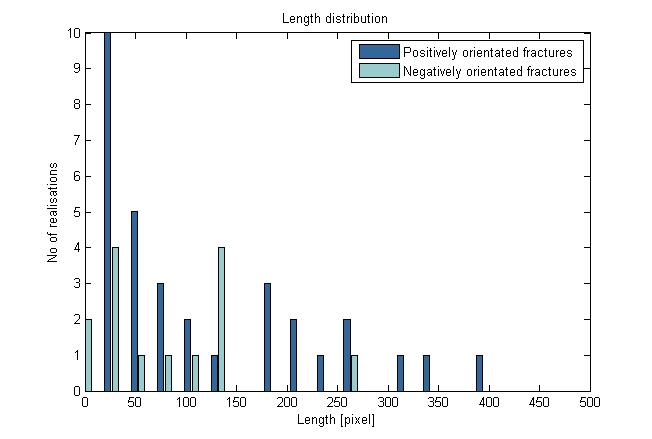 Length distribution
Positively orientated fractures
Negatively orientated fractures
No of realisations
10
9
8
7
6
5
4
3
2
1
0
0 50 100 150 200 250 300 350 400 450 500
Length [pixel]